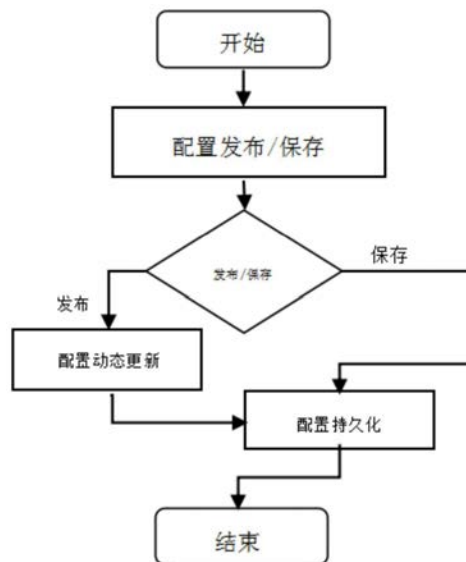 开始
配置发布/保存
发布/保存
保存
发布
配置动态更新
配置持久化
结束